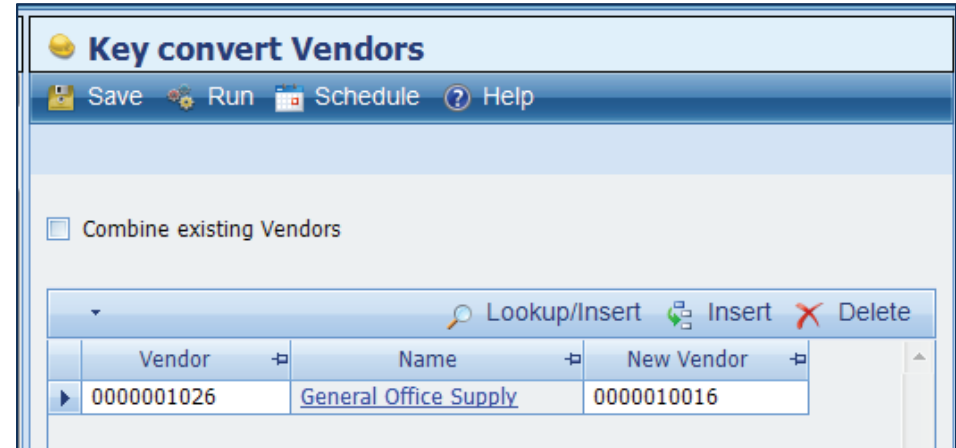 Key convert Vendors
Save Run Schedule Help
Combine existing Vendors
Lookup/Insert Insert Delete
Vendor Name New Vendor
0000001026 General Office Supply 0000010016